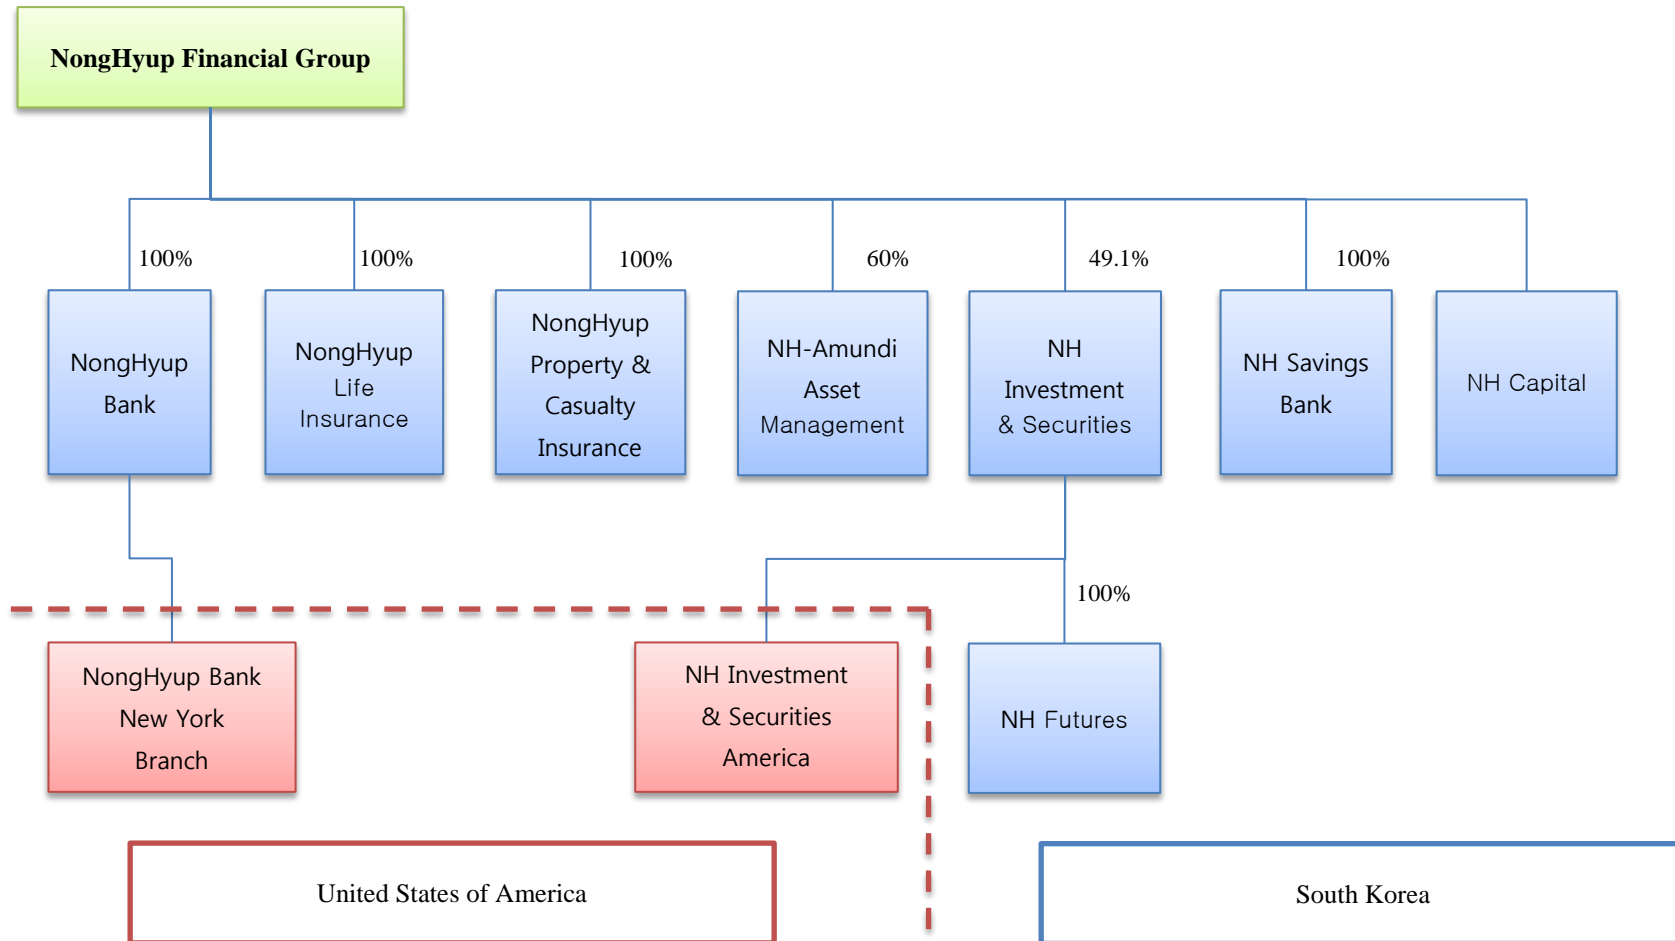 NongHyup Financial Group
100%
100%
100%
60%
49.1%
100%
NongHyup
Bank
NongHyup
Life
Insurance
NongHyup
Property &
Casualty
Insurance
NH-Amundi
Asset
Management
NH
Investment
& Securities
NH Savings
Bank
NH Capital
100%
NongHyup Bank
New York
Branch
NH Investment
& Securities
America
NH Futures
United States of America
South Korea